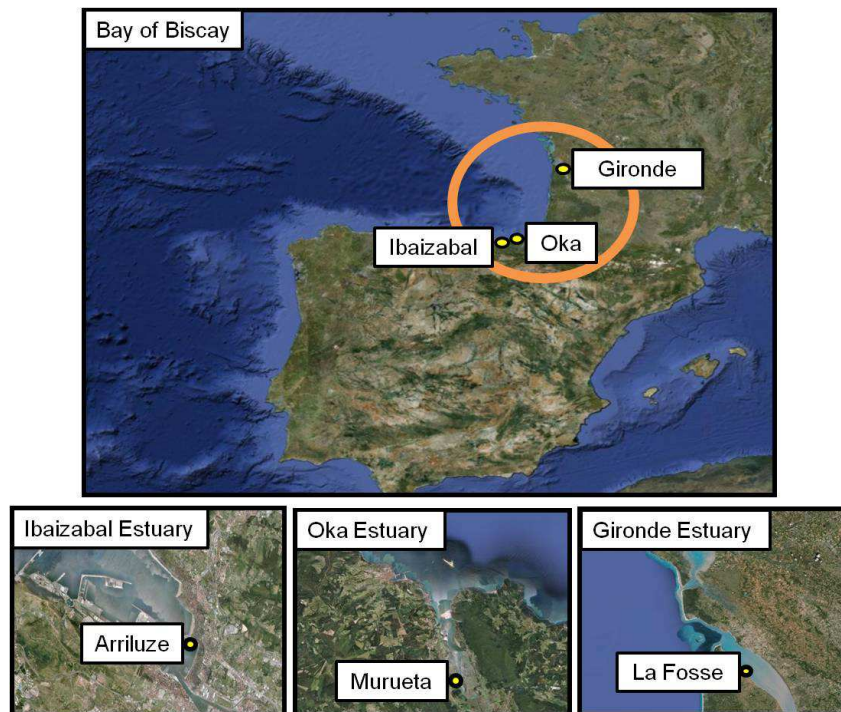 Bay of Biscay
Gironde
Ibaizabal
Oka
Ibaizabal Estuary
Oka Estuary
Gironde Estuary
Arriluze
Murueta
La Fosse